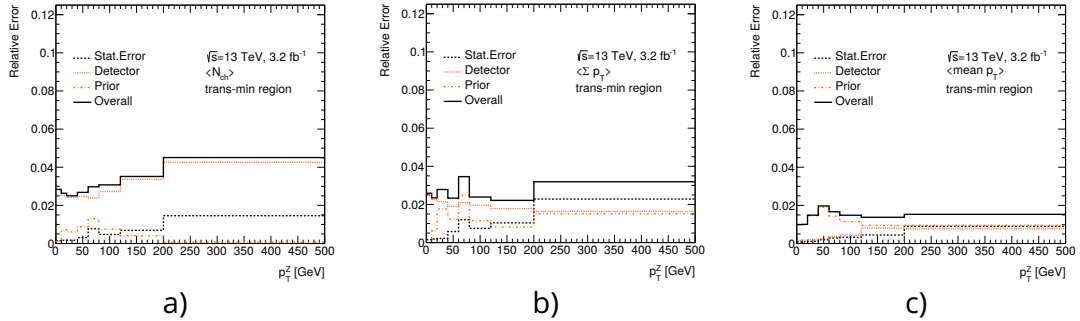 Relative Error
0.12
0.1
0.08
0.06
0.04
0.02
0
Stat.Error
Detector
Prior
Overall
√s=13 TeV, 3.2 fb⁻¹
<N_ch>
trans-min region
0 50 100 150 200 250 300 350 400 450 500
p_T^Z [GeV]
a)
Relative Error
0.12
0.1
0.08
0.06
0.04
0.02
0
Stat.Error
Detector
Prior
Overall
√s=13 TeV, 3.2 fb⁻¹
<Σ p_T>
trans-min region
0 50 100 150 200 250 300 350 400 450 500
p_T^Z [GeV]
b)
Relative Error
0.12
0.1
0.08
0.06
0.04
0.02
0
Stat.Error
Detector
Prior
Overall
√s=13 TeV, 3.2 fb⁻¹
<mean p_T>
trans-min region
0 50 100 150 200 250 300 350 400 450 500
p_T^Z [GeV]
c)